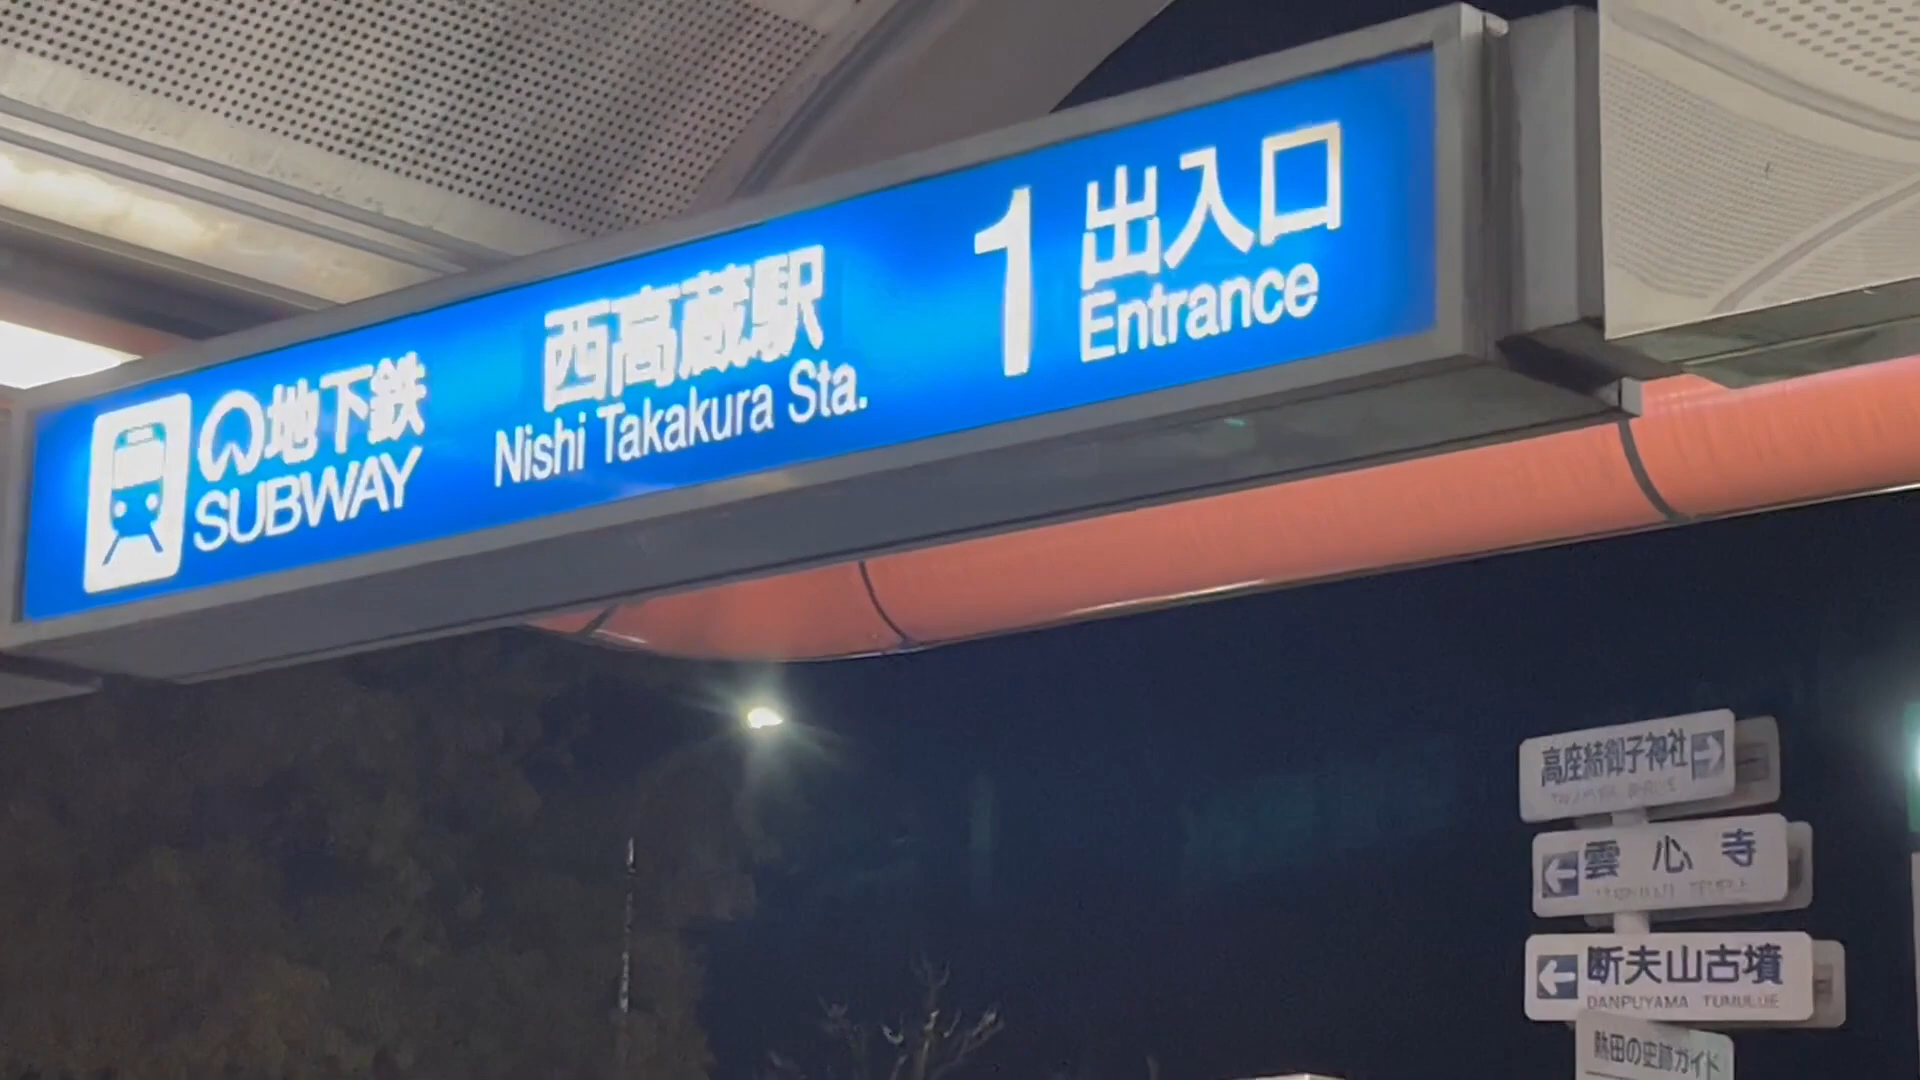 地下鉄
SUBWAY
西高蔵駅
Nishi Takakura Sta.
1
出入口
Entrance
高座結御子神社
雲心寺
断夫山古墳
DANPUYAMA TUMULUE
熱田の史跡ガイド